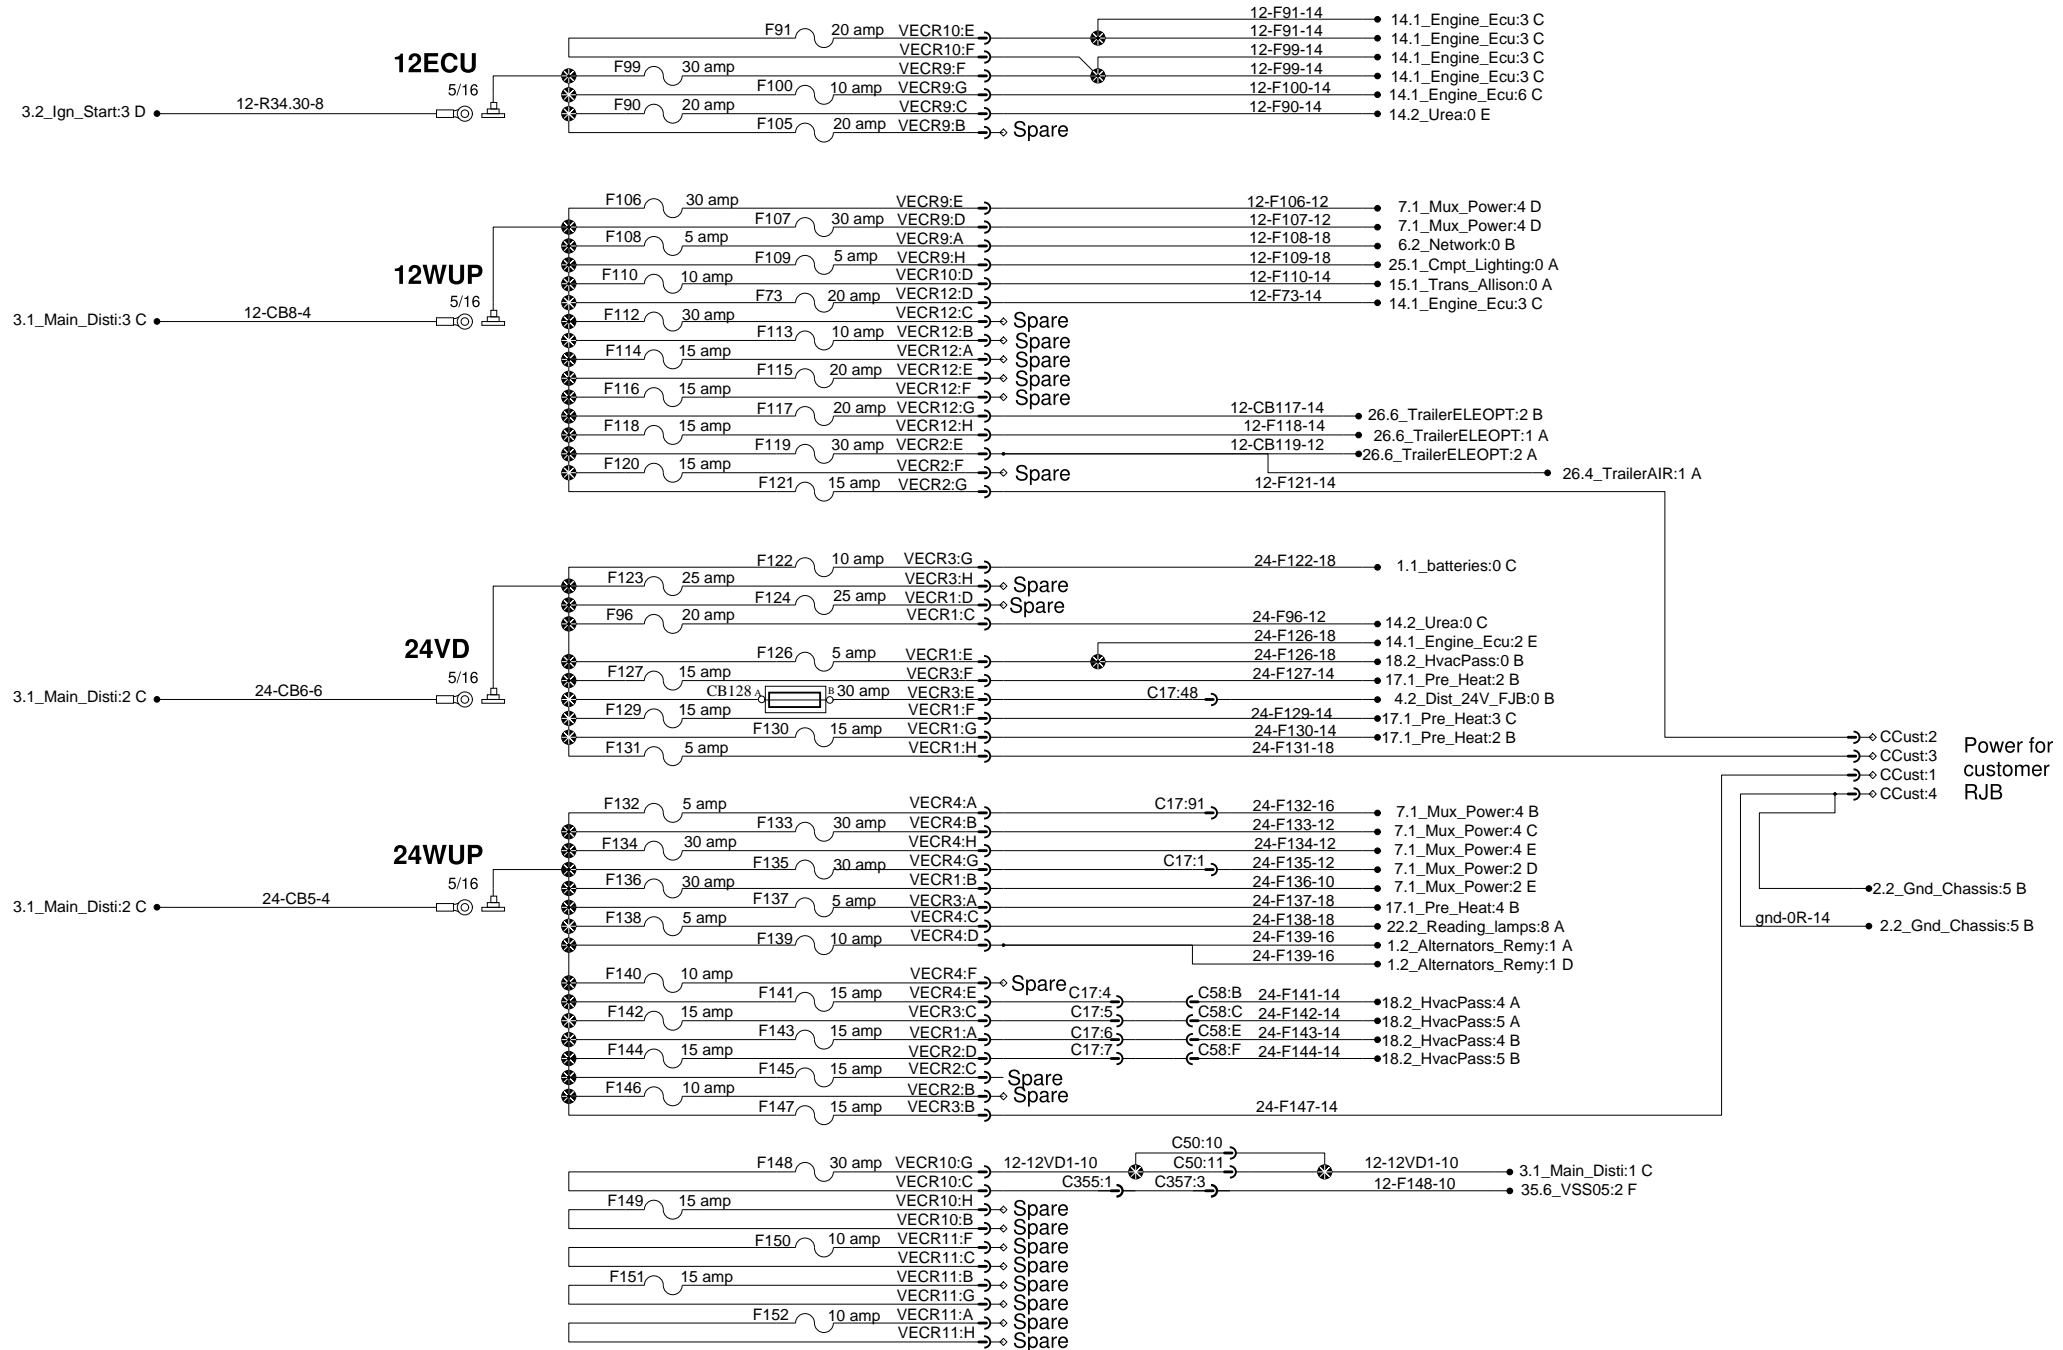 12-F91-14
14.1_Engine_Ecu:3 C
F91 20 amp VECR10:E 12-F91-14 14.1_Engine_Ecu:3 C
VECR10:F 12-F99-14 14.1_Engine_Ecu:3 C
12ECU
F99 30 amp VECR9:F 12-F99-14 14.1_Engine_Ecu:3 C
5/16
F100 10 amp VECR9:G 12-F100-14 14.1_Engine_Ecu:6 C
3.2_Ign_Start:3 D 12-R34.30-8
F90 20 amp VECR9:C 12-F90-14 14.2_Urea:0 E
F105 20 amp VECR9:B Spare
F106 30 amp VECR9:E 12-F106-12 7.1_Mux_Power:4 D
F107 30 amp VECR9:D 12-F107-12 7.1_Mux_Power:4 D
F108 5 amp VECR9:A 12-F108-18 6.2_Network:0 B
F109 5 amp VECR9:H 12-F109-18 25.1_Cmpt_Lighting:0 A
12WUP
F110 10 amp VECR10:D 12-F110-14 15.1_Trans_Allison:0 A
5/16
F73 20 amp VECR12:D 12-F73-14 14.1_Engine_Ecu:3 C
3.1_Main_Disti:3 C 12-CB8-4
F112 30 amp VECR12:C Spare
F113 10 amp VECR12:B Spare
F114 15 amp VECR12:A Spare
F115 20 amp VECR12:E Spare
F116 15 amp VECR12:F Spare
F117 20 amp VECR12:G 12-CB117-14 26.6_TrailerELEOPT:2 B
F118 15 amp VECR12:H 12-F118-14 26.6_TrailerELEOPT:1 A
F119 30 amp VECR2:E 12-CB119-12 26.6_TrailerELEOPT:2 A
F120 15 amp VECR2:F Spare 26.4_TrailerAIR:1 A
F121 15 amp VECR2:G 12-F121-14
F122 10 amp VECR3:G 24-F122-18 1.1_batteries:0 C
F123 25 amp VECR3:H Spare
F124 25 amp VECR1:D Spare
F96 20 amp VECR1:C 24-F96-12 14.2_Urea:0 C
24-F126-18 14.1_Engine_Ecu:2 E
24VD
F126 5 amp VECR1:E 24-F126-18 18.2_HvacPass:0 B
5/16
F127 15 amp VECR3:F 24-F127-14 17.1_Pre_Heat:2 B
3.1_Main_Disti:2 C 24-CB6-6
CB128 A B 30 amp VECR3:E C17:48 4.2_Dist_24V_FJB:0 B
F129 15 amp VECR1:F 24-F129-14 17.1_Pre_Heat:3 C
F130 15 amp VECR1:G 24-F130-14 17.1_Pre_Heat:2 B
F131 5 amp VECR1:H 24-F131-18
CCust:2
CCust:3
CCust:1
CCust:4
Power for
customer
RJB
F132 5 amp VECR4:A C17:91 24-F132-16 7.1_Mux_Power:4 B
F133 30 amp VECR4:B 24-F133-12 7.1_Mux_Power:4 C
F134 30 amp VECR4:H 24-F134-12 7.1_Mux_Power:4 E
24WUP
F135 30 amp VECR4:G C17:1 24-F135-12 7.1_Mux_Power:2 D
5/16
F136 30 amp VECR1:B 24-F136-10 7.1_Mux_Power:2 E
2.2_Gnd_Chassis:5 B
3.1_Main_Disti:2 C 24-CB5-4
F137 5 amp VECR3:A 24-F137-18 17.1_Pre_Heat:4 B
F138 5 amp VECR4:C 24-F138-18 22.2_Reading_lamps:8 A
gnd-0R-14 2.2_Gnd_Chassis:5 B
F139 10 amp VECR4:D 24-F139-16 1.2_Alternators_Remy:1 A
24-F139-16 1.2_Alternators_Remy:1 D
F140 10 amp VECR4:F Spare
F141 15 amp VECR4:E C17:4 C58:B 24-F141-14 18.2_HvacPass:4 A
F142 15 amp VECR3:C C17:5 C58:C 24-F142-14 18.2_HvacPass:5 A
F143 15 amp VECR1:A C17:6 C58:E 24-F143-14 18.2_HvacPass:4 B
F144 15 amp VECR2:D C17:7 C58:F 24-F144-14 18.2_HvacPass:5 B
F145 15 amp VECR2:C Spare
F146 10 amp VECR2:B Spare
F147 15 amp VECR3:B 24-F147-14
C50:10
F148 30 amp VECR10:G 12-12VD1-10 C50:11 12-12VD1-10 3.1_Main_Disti:1 C
VECR10:C C355:1 C357:3 12-F148-10 35.6_VSS05:2 F
F149 15 amp VECR10:H Spare
VECR10:B Spare
F150 10 amp VECR11:F Spare
VECR11:C Spare
F151 15 amp VECR11:B Spare
VECR11:G Spare
F152 10 amp VECR11:A Spare
VECR11:H Spare